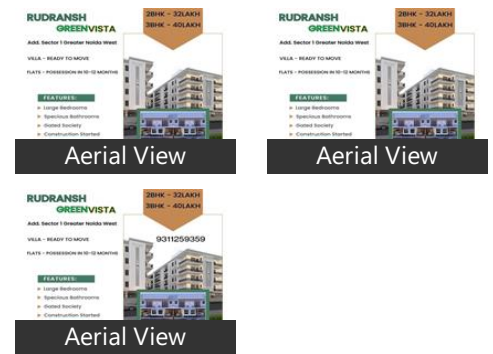 RUDRANSH
GREENVISTA
2BHK - 32LAKH
3BHK - 40LAKH
Add. Sector 1 Greater Noida West
VILLA - READY TO MOVE
FLATS - POSSESSION IN 10-12 MONTHS
FEATURES:
Large Bedrooms
Specious Bathrooms
Gated Society
Construction Started
Aerial View
RUDRANSH
GREENVISTA
2BHK - 32LAKH
3BHK - 40LAKH
Add. Sector 1 Greater Noida West
VILLA - READY TO MOVE
FLATS - POSSESSION IN 10-12 MONTHS
FEATURES:
Large Bedrooms
Specious Bathrooms
Gated Society
Construction Started
Aerial View
RUDRANSH
GREENVISTA
2BHK - 32LAKH
3BHK - 40LAKH
Add. Sector 1 Greater Noida West
VILLA - READY TO MOVE
9311259359
FLATS - POSSESSION IN 10-12 MONTHS
FEATURES:
Large Bedrooms
Specious Bathrooms
Gated Society
Construction Started
Aerial View